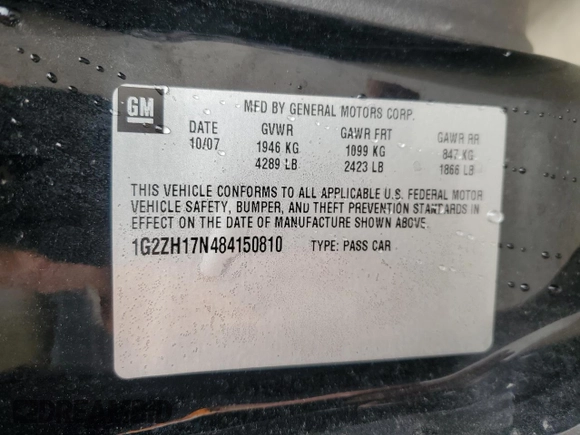 GM
MFD BY GENERAL MOTORS CORP.
DATE GVWR GAWR FRT GAWR RR
10/07 1946 KG 1099 KG 847 KG
4289 LB 2423 LB 1866 LB
THIS VEHICLE CONFORMS TO ALL APPLICABLE U.S. FEDERAL MOTOR
VEHICLE SAFETY, BUMPER, AND THEFT PREVENTION STANDARDS IN
EFFECT ON THE DATE OF MANUFACTURE SHOWN ABOVE.
1G2ZH17N484150810 TYPE: PASS CAR